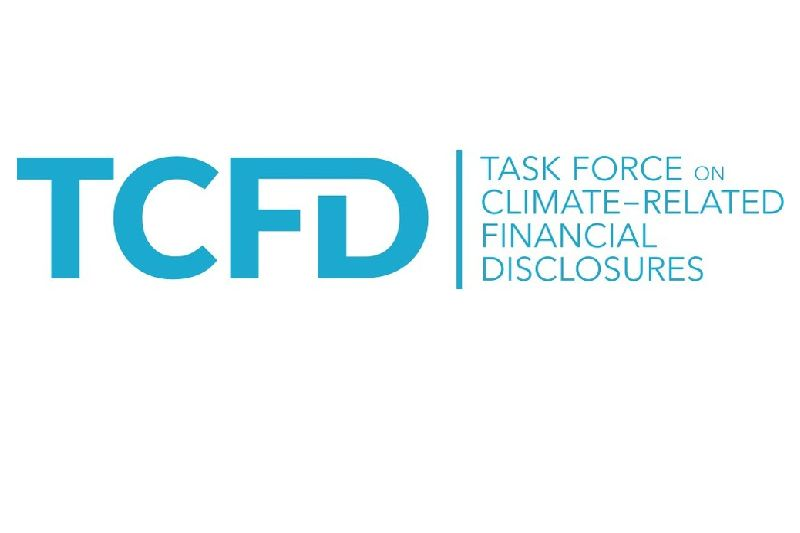 TCFD
TASK FORCE ON
CLIMATE–RELATED
FINANCIAL
DISCLOSURES